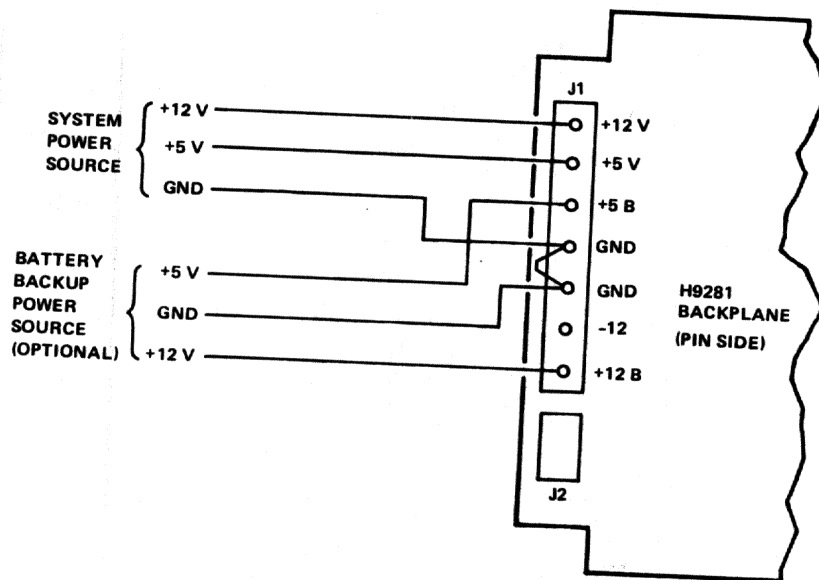 SYSTEM
POWER
SOURCE
+12 V
+5 V
GND
BATTERY
BACKUP
POWER
SOURCE
(OPTIONAL)
+5 V
GND
+12 V
J1
+12 V
+5 V
+5 B
GND
GND
-12
+12 B
J2
H9281
BACKPLANE
(PIN SIDE)